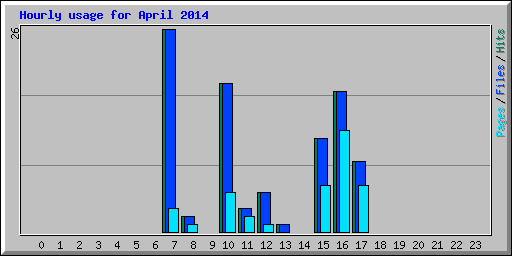 Hourly usage for April 2014
26
Pages/Files/Hits
0 1 2 3 4 5 6 7 8 9 10 11 12 13 14 15 16 17 18 19 20 21 22 23